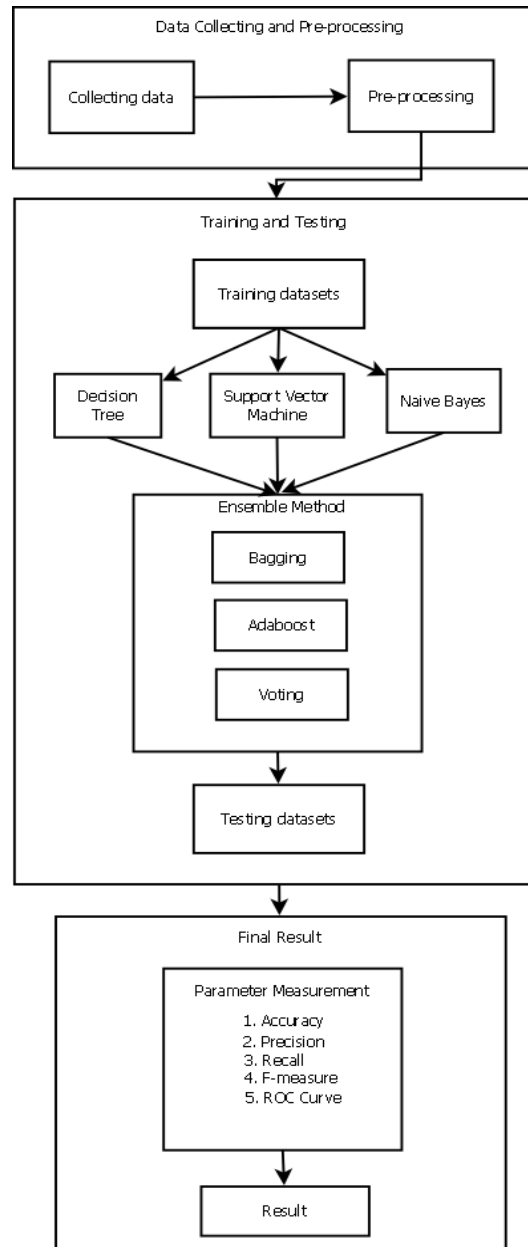 Data Collecting and Pre-processing
Collecting data
Pre-processing
Training and Testing
Training datasets
Decision
Tree
Support Vector
Machine
Naive Bayes
Ensemble Method
Bagging
Adaboost
Voting
Testing datasets
Final Result
Parameter Measurement
1. Accuracy
2. Precision
3. Recall
4. F-measure
5. ROC Curve
Result